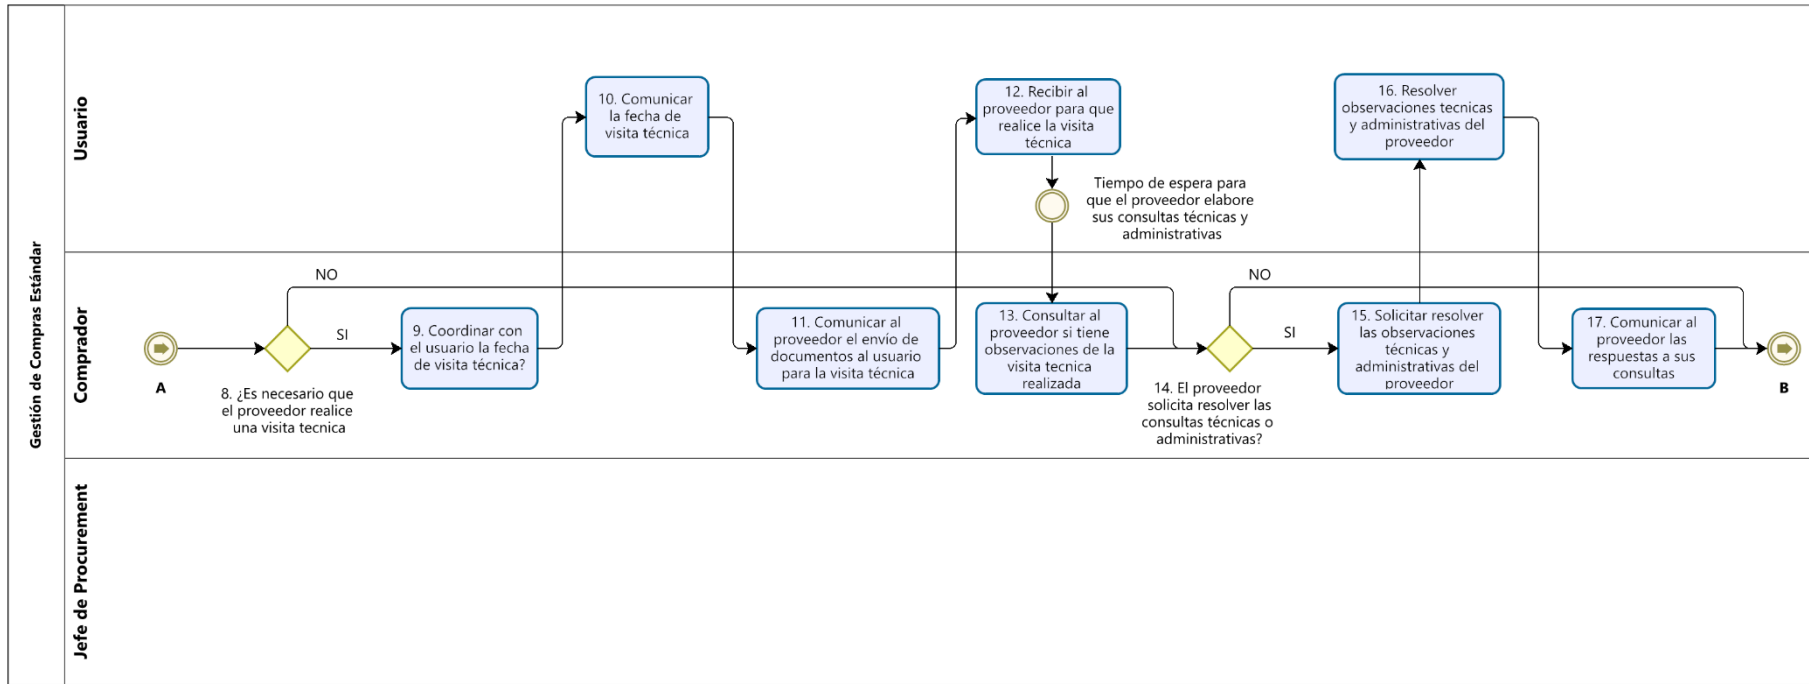 Gestión de Compras Estándar
Usuario
10. Comunicar
la fecha de
visita técnica
12. Recibir al
proveedor para que
realice la visita
técnica
Tiempo de espera para
que el proveedor elabore
sus consultas técnicas y
administrativas
16. Resolver
observaciones tecnicas
y administrativas del
proveedor
Comprador
A
8. ¿Es necesario que
el proveedor realice
una visita tecnica
NO
SI
9. Coordinar con
el usuario la fecha
de visita técnica?
11. Comunicar al
proveedor el envío de
documentos al usuario
para la visita técnica
13. Consultar al
proveedor si tiene
observaciones de la
visita tecnica
realizada
14. El proveedor
solicita resolver las
consultas técnicas o
administrativas?
NO
SI
15. Solicitar resolver
las observaciones
técnicas y
administrativas del
proveedor
17. Comunicar al
proveedor las
respuestas a sus
consultas
B
Jefe de Procurement